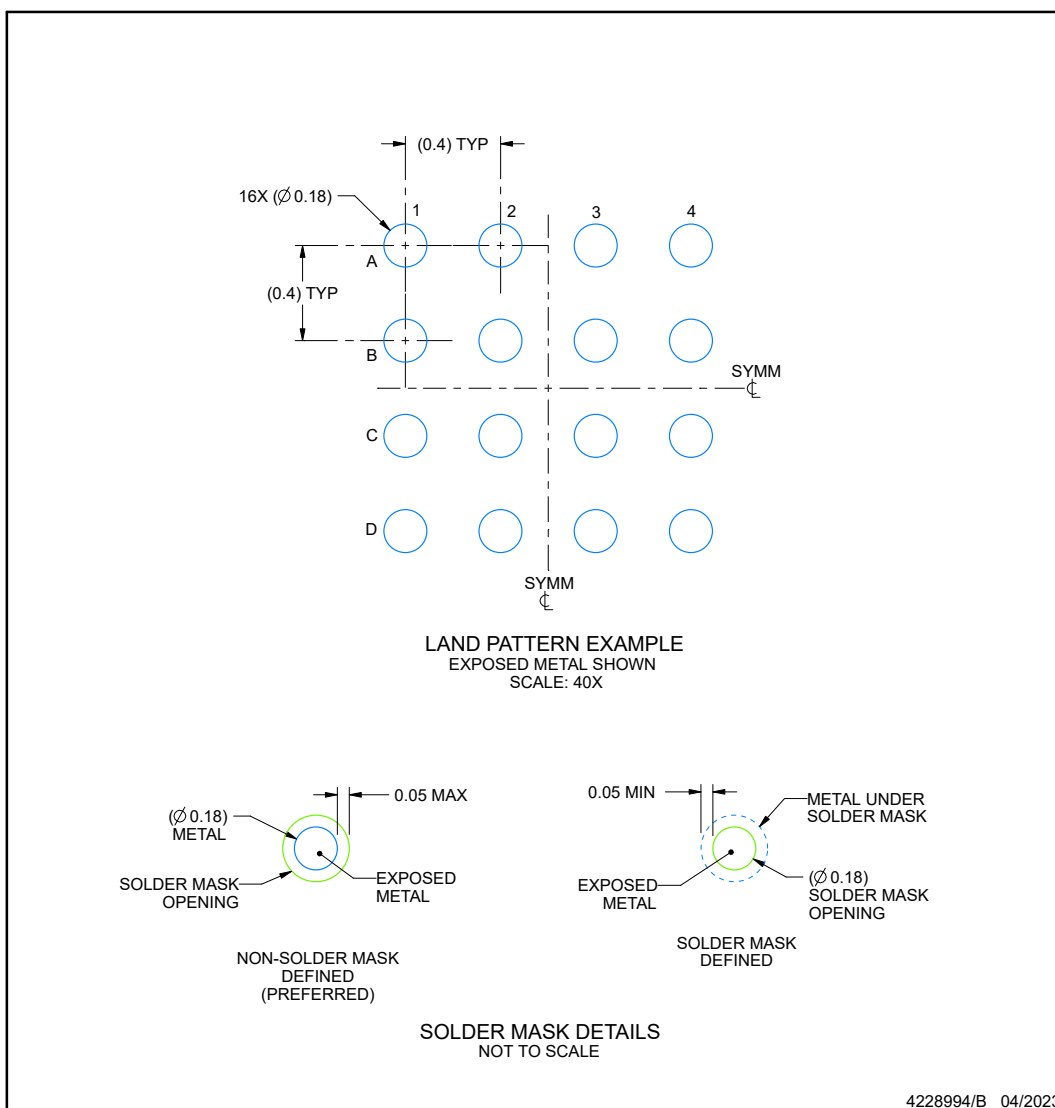 (0.4) TYP
16X (∅ 0.18)
1
2
3
4
A
(0.4) TYP
B
SYMM
℄
C
D
SYMM
℄
LAND PATTERN EXAMPLE
EXPOSED METAL SHOWN
SCALE: 40X
0.05 MAX
(∅ 0.18)
METAL
SOLDER MASK
OPENING
EXPOSED
METAL
NON-SOLDER MASK
DEFINED
(PREFERRED)
0.05 MIN
METAL UNDER
SOLDER MASK
EXPOSED
METAL
(∅ 0.18)
SOLDER MASK
OPENING
SOLDER MASK
DEFINED
SOLDER MASK DETAILS
NOT TO SCALE
4228994/B 04/2023